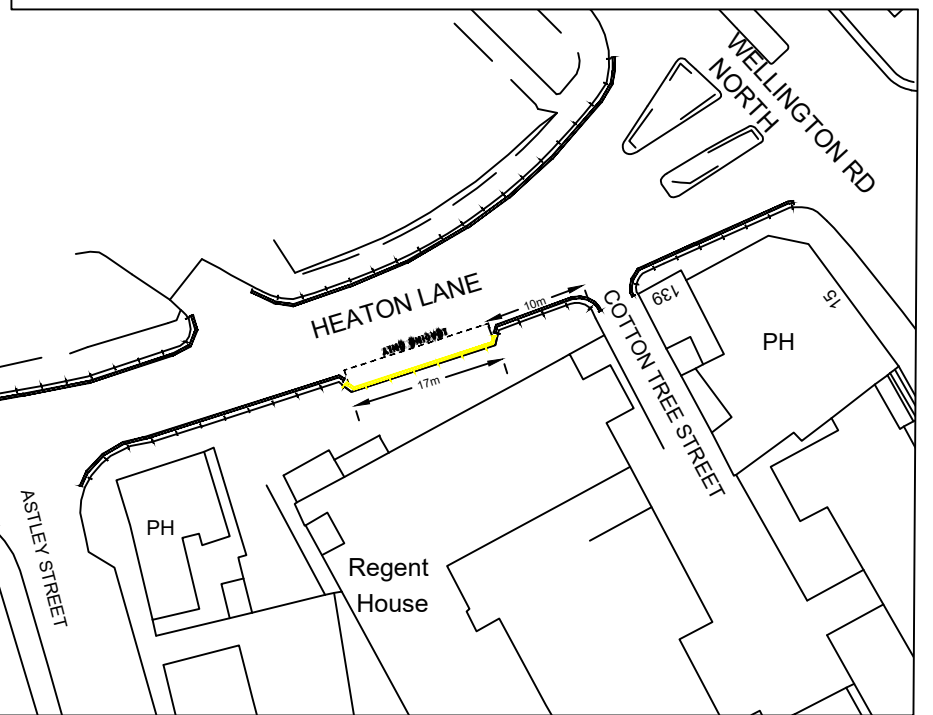 WELLINGTON RD
NORTH
HEATON LANE
10m
17m
COTTON TREE STREET
139
15
PH
ASTLEY STREET
PH
Regent
House